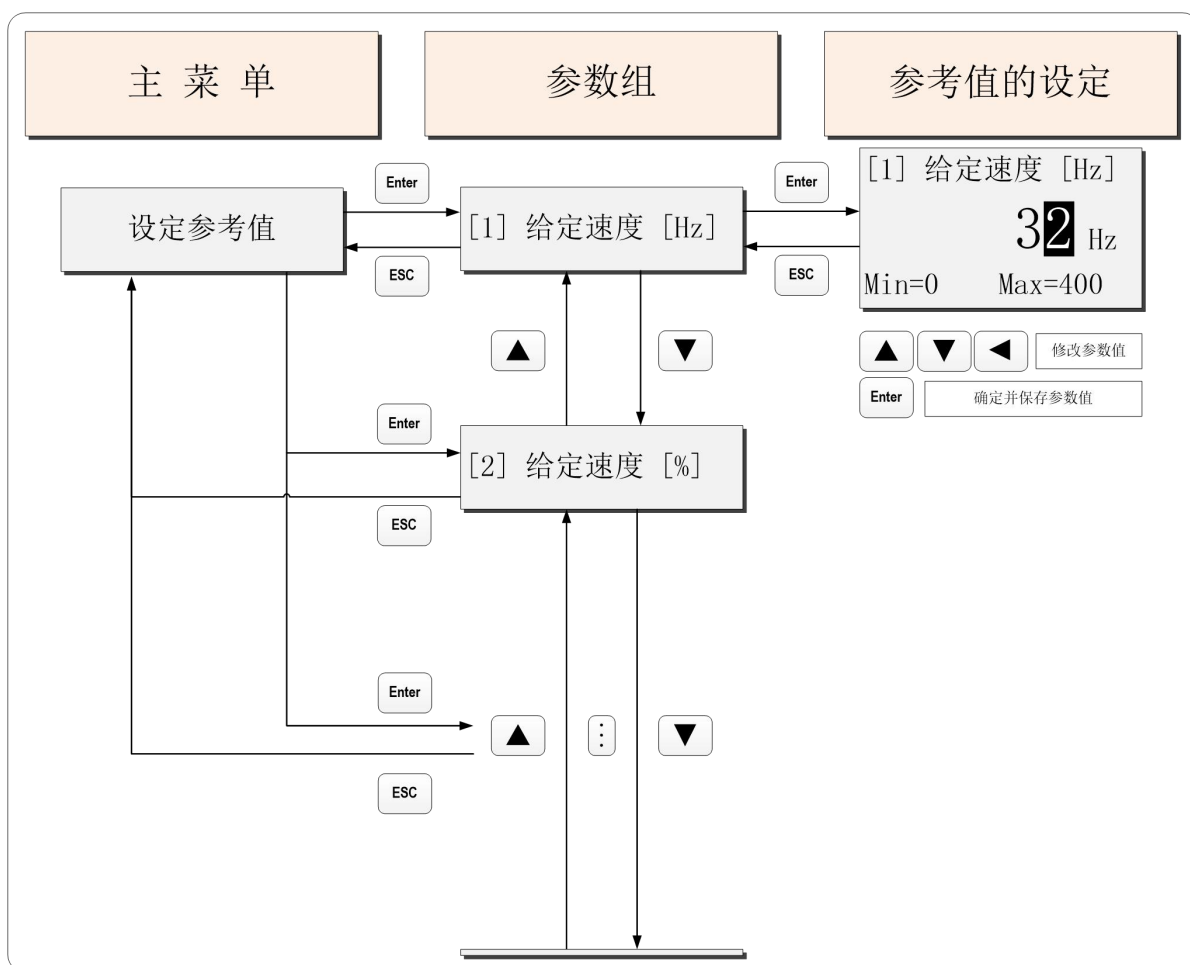 主 菜 单
参数组
参考值的设定
设定参考值
Enter
ESC
[1] 给定速度 [Hz]
Enter
ESC
[1] 给定速度 [Hz]
32 Hz
Min=0 Max=400
修改参数值
Enter 确定并保存参数值
Enter
[2] 给定速度 [%]
ESC
Enter
ESC